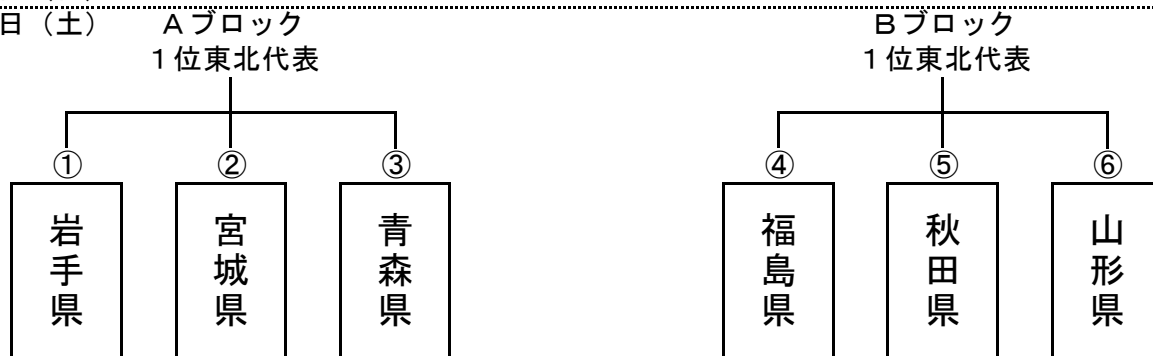 日（土）
Ａブロック
１位東北代表
Ｂブロック
１位東北代表
①
②
③
④
⑤
⑥
岩手県
宮城県
青森県
福島県
秋田県
山形県